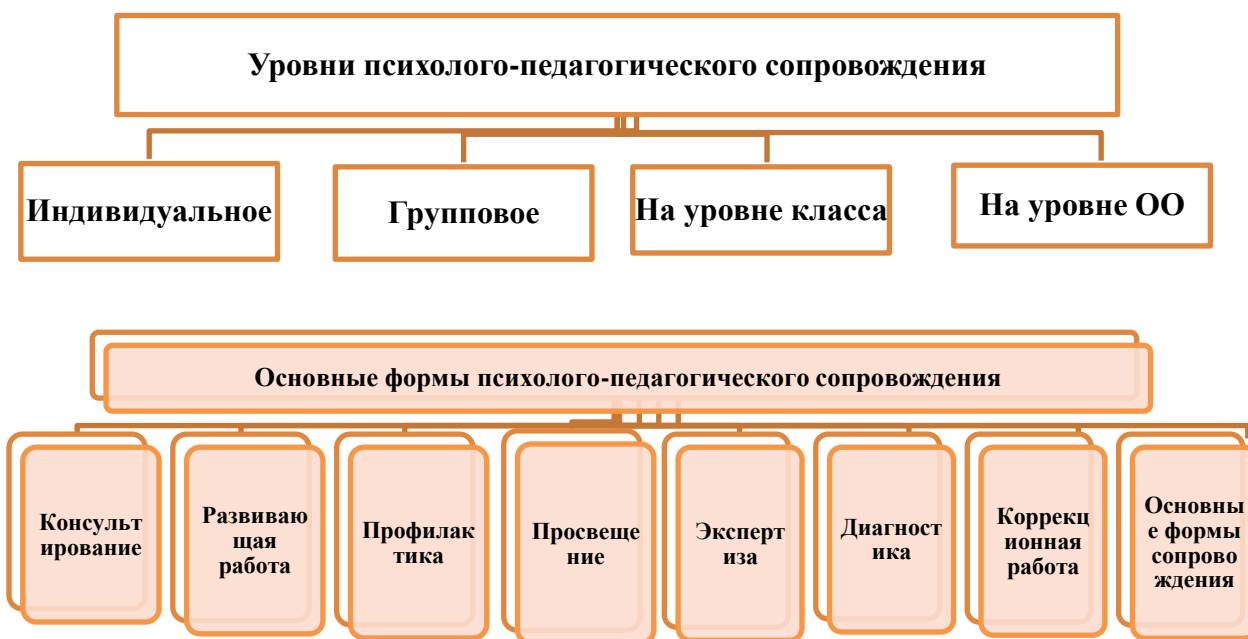 Уровни психолого-педагогического сопровождения
Индивидуальное
Групповое
На уровне класса
На уровне ОО
Основные формы психолого-педагогического сопровождения
Консульт
ирование
Развиваю
щая
работа
Профилак
тика
Просвеще
ние
Эксперт
иза
Диагност
ика
Коррекц
ионная
работа
Основны
е формы
сопрово
ждения